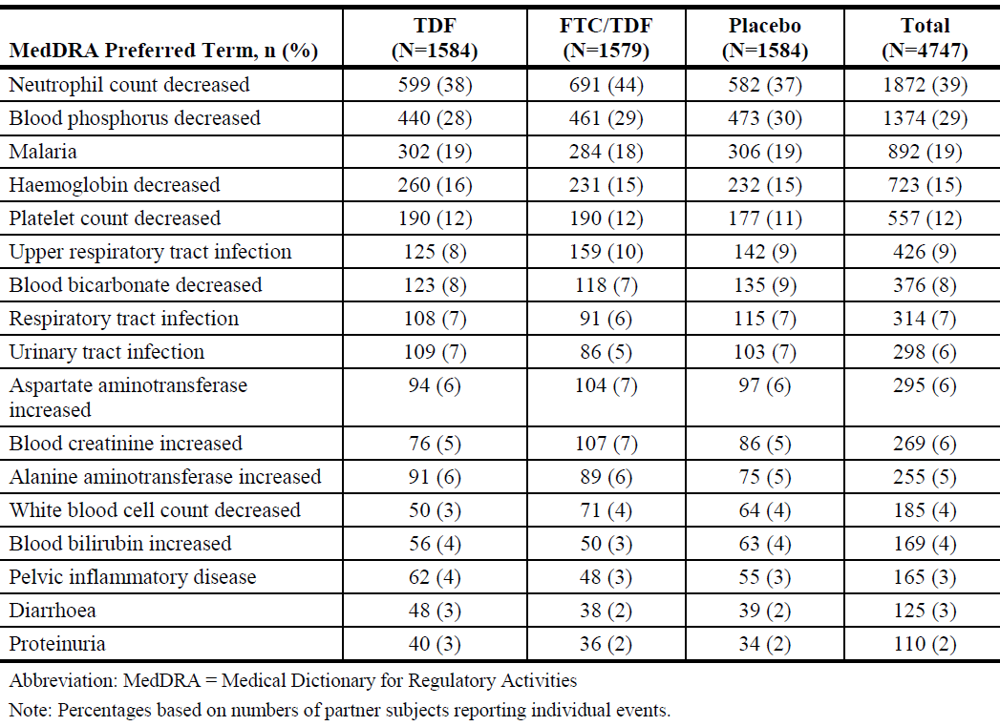 MedDRA Preferred Term, n (%) TDF (N=1584) FTC/TDF (N=1579) Placebo (N=1584) Total (N=4747)
Neutrophil count decreased 599 (38) 691 (44) 582 (37) 1872 (39)
Blood phosphorus decreased 440 (28) 461 (29) 473 (30) 1374 (29)
Malaria 302 (19) 284 (18) 306 (19) 892 (19)
Haemoglobin decreased 260 (16) 231 (15) 232 (15) 723 (15)
Platelet count decreased 190 (12) 190 (12) 177 (11) 557 (12)
Upper respiratory tract infection 125 (8) 159 (10) 142 (9) 426 (9)
Blood bicarbonate decreased 123 (8) 118 (7) 135 (9) 376 (8)
Respiratory tract infection 108 (7) 91 (6) 115 (7) 314 (7)
Urinary tract infection 109 (7) 86 (5) 103 (7) 298 (6)
Aspartate aminotransferase 94 (6) 104 (7) 97 (6) 295 (6)
increased
Blood creatinine increased 76 (5) 107 (7) 86 (5) 269 (6)
Alanine aminotransferase increased 91 (6) 89 (6) 75 (5) 255 (5)
White blood cell count decreased 50 (3) 71 (4) 64 (4) 185 (4)
Blood bilirubin increased 56 (4) 50 (3) 63 (4) 169 (4)
Pelvic inflammatory disease 62 (4) 48 (3) 55 (3) 165 (3)
Diarrhoea 48 (3) 38 (2) 39 (2) 125 (3)
Proteinuria 40 (3) 36 (2) 34 (2) 110 (2)
Abbreviation: MedDRA = Medical Dictionary for Regulatory Activities
Note: Percentages based on numbers of partner subjects reporting individual events.